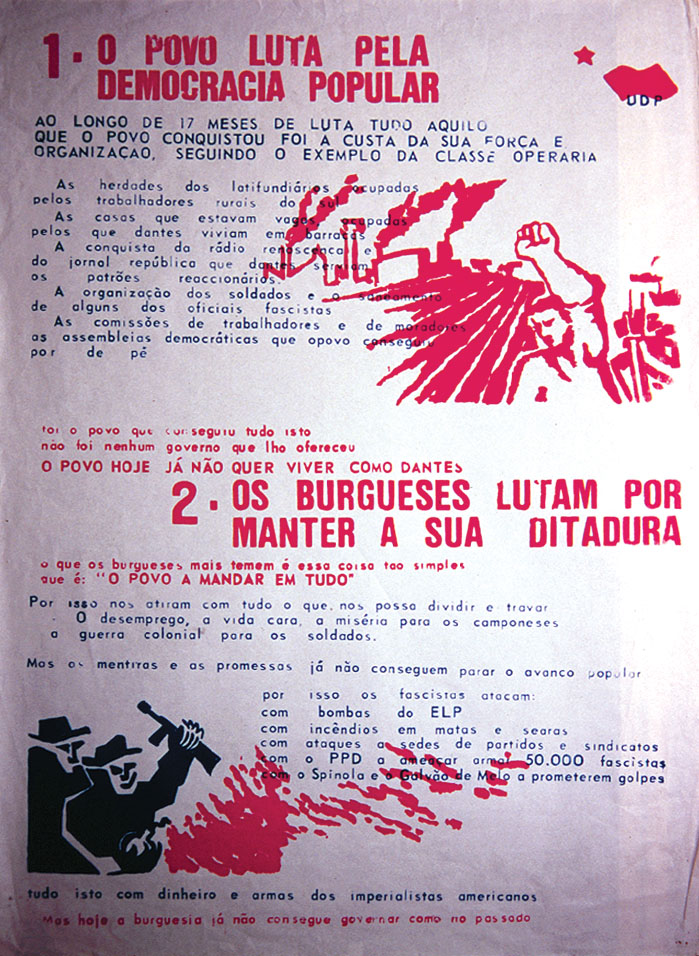 1. O POVO LUTA PELA
DEMOCRACIA POPULAR
UDP
AO LONGO DE 17 MESES DE LUTA TUDO AQUILO
QUE O POVO CONQUISTOU FOI A CUSTA DA SUA FORÇA E
ORGANIZAÇAO, SEGUINDO O EXEMPLO DA CLASSE OPERARIA
As herdades dos latifundiários ocupadas
pelos trabalhadores rurais do sul
As casas que estavam vagas ocupadas
pelos que dantes viviam em barracas
A conquista da rádio renascença e
do jornal república que dantes serviam
os patrões reaccionários.
A organização dos soldados e o saneamento
de alguns dos oficiais fascistas
As comissões de trabalhadores e de moradores
as assembleias democráticas que opovo conseguiu
por de pé
foi o povo que conseguiu tudo isto
não foi nenhum governo que lho ofereceu
O POVO HOJE JÁ NÃO QUER VIVER COMO DANTES
2. OS BURGUESES LUTAM POR
MANTER A SUA DITADURA
o que os burgueses mais temem é essa coisa tao simples
que é: "O POVO A MANDAR EM TUDO"
Por isso nos atiram com tudo o que nos possa dividir e travar
- O desemprego, a vida cara, a miséria para os camponeses
a guerra colonial para os soldados.
Mas as mentiras e as promessas já não conseguem parar o avanco popular
por isso os fascistas atacam:
com bombas do ELP
com incêndios em matas e searas
com ataques a sedes de partidos e sindicatos
com o PPD a ameaçar armar 50.000 fascistas
com o Spínola e o Galvão de Melo a prometerem golpes
tudo isto com dinheiro e armas dos imperialistas americanos
Mas hoje a burguesia já não consegue governar como no passado